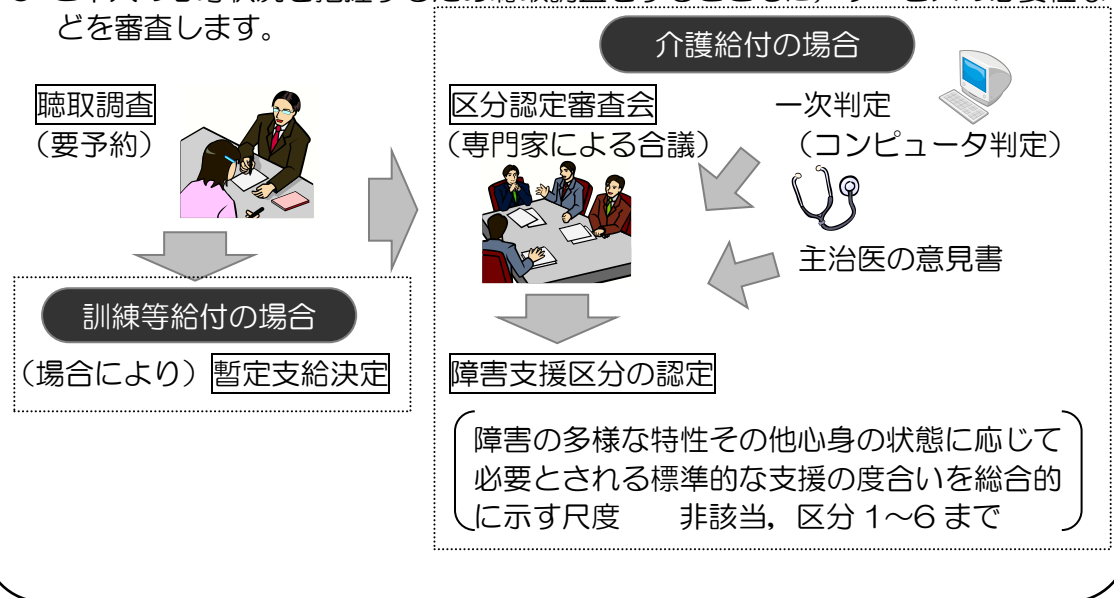 どを審査します。
聴取調査
（要予約）
訓練等給付の場合
（場合により）暫定支給決定
介護給付の場合
区分認定審査会
（専門家による合議）
一次判定
（コンピュータ判定）
主治医の意見書
障害支援区分の認定
障害の多様な特性その他心身の状態に応じて
必要とされる標準的な支援の度合いを総合的
に示す尺度　　非該当，区分 1～6 まで